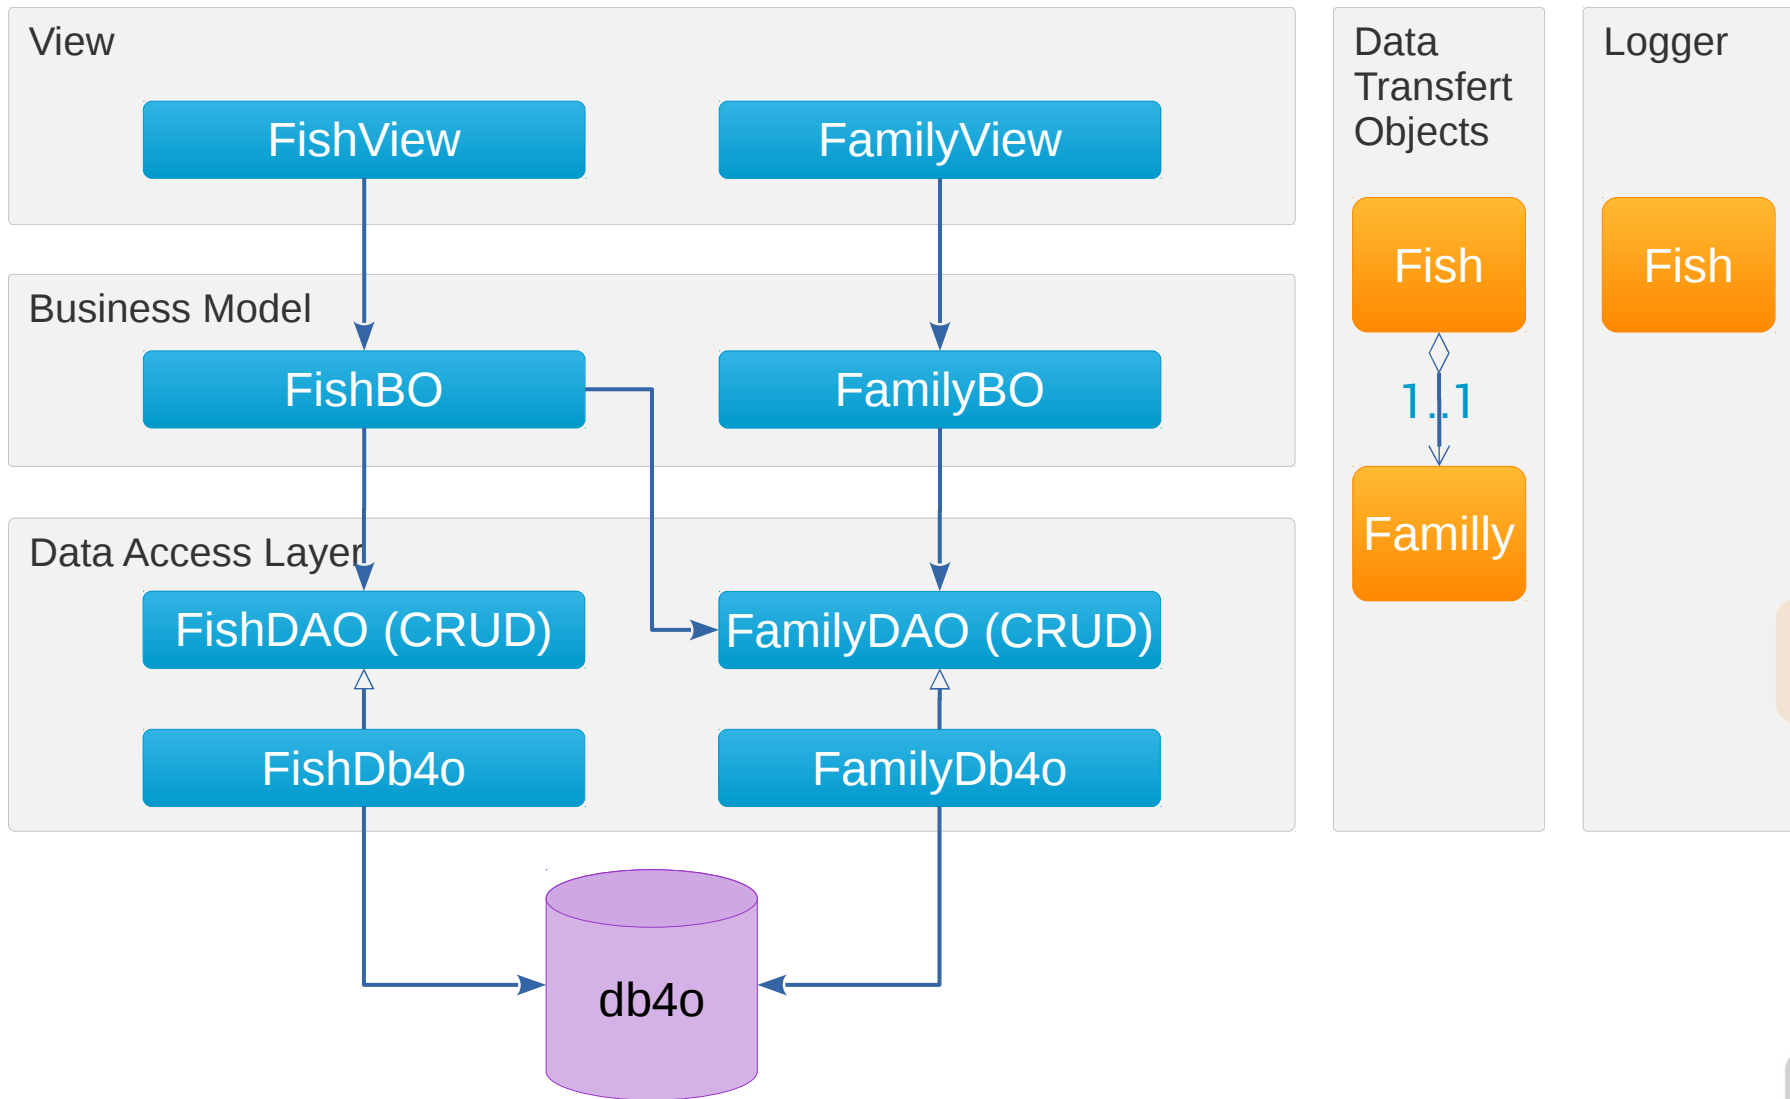 View
FishView
FamilyView
Business Model
FishBO
FamilyBO
Data Access Layer
FishDAO (CRUD)
FamilyDAO (CRUD)
FishDb4o
FamilyDb4o
db4o
Data
Transfert
Objects
Fish
1..1
Familly
Logger
Fish